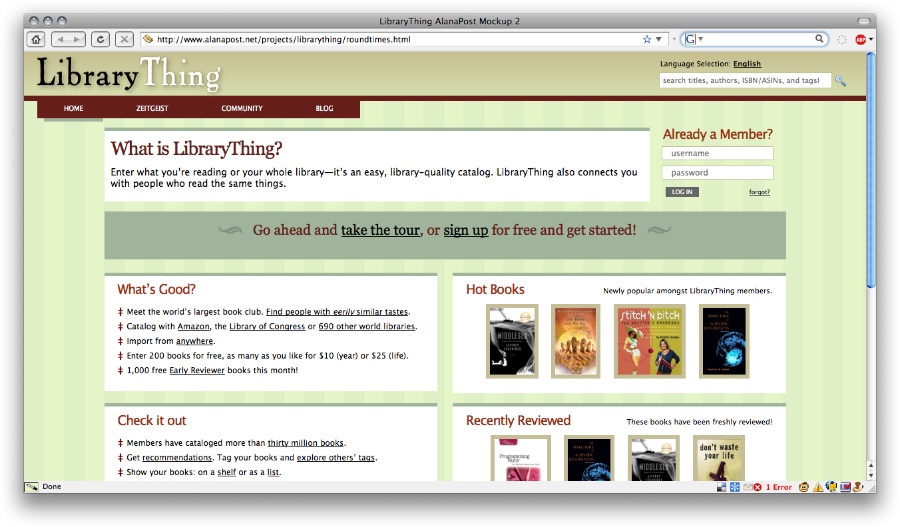 LibraryThing AlanaPost Mockup 2
http://www.alanapost.net/projects/librarything/roundtimes.html
G
ABP
LibraryThing
Language Selection: English
search titles, authors, ISBN/ASINs, and tags!
HOME ZEITGEIST COMMUNITY BLOG
What is LibraryThing?
Enter what you're reading or your whole library—it's an easy, library-quality catalog. LibraryThing also connects you
with people who read the same things.
Already a Member?
username
password
LOG IN forgot?
Go ahead and take the tour, or sign up for free and get started!
What's Good?
‡ Meet the world's largest book club. Find people with eerily similar tastes.
‡ Catalog with Amazon, the Library of Congress or 690 other world libraries.
‡ Import from anywhere.
‡ Enter 200 books for free, as many as you like for $10 (year) or $25 (life).
‡ 1,000 free Early Reviewer books this month!
Hot Books
Newly popular amongst LibraryThing members.
MIDDLESEX
stitch 'n bitch
Check it out
‡ Members have cataloged more than thirty million books.
‡ Get recommendations. Tag your books and explore others' tags.
‡ Show your books: on a shelf or as a list.
Recently Reviewed
These books have been freshly reviewed!
Programming
Ruby
MIDDLESEX
don't waste
your life
Done
1 Error